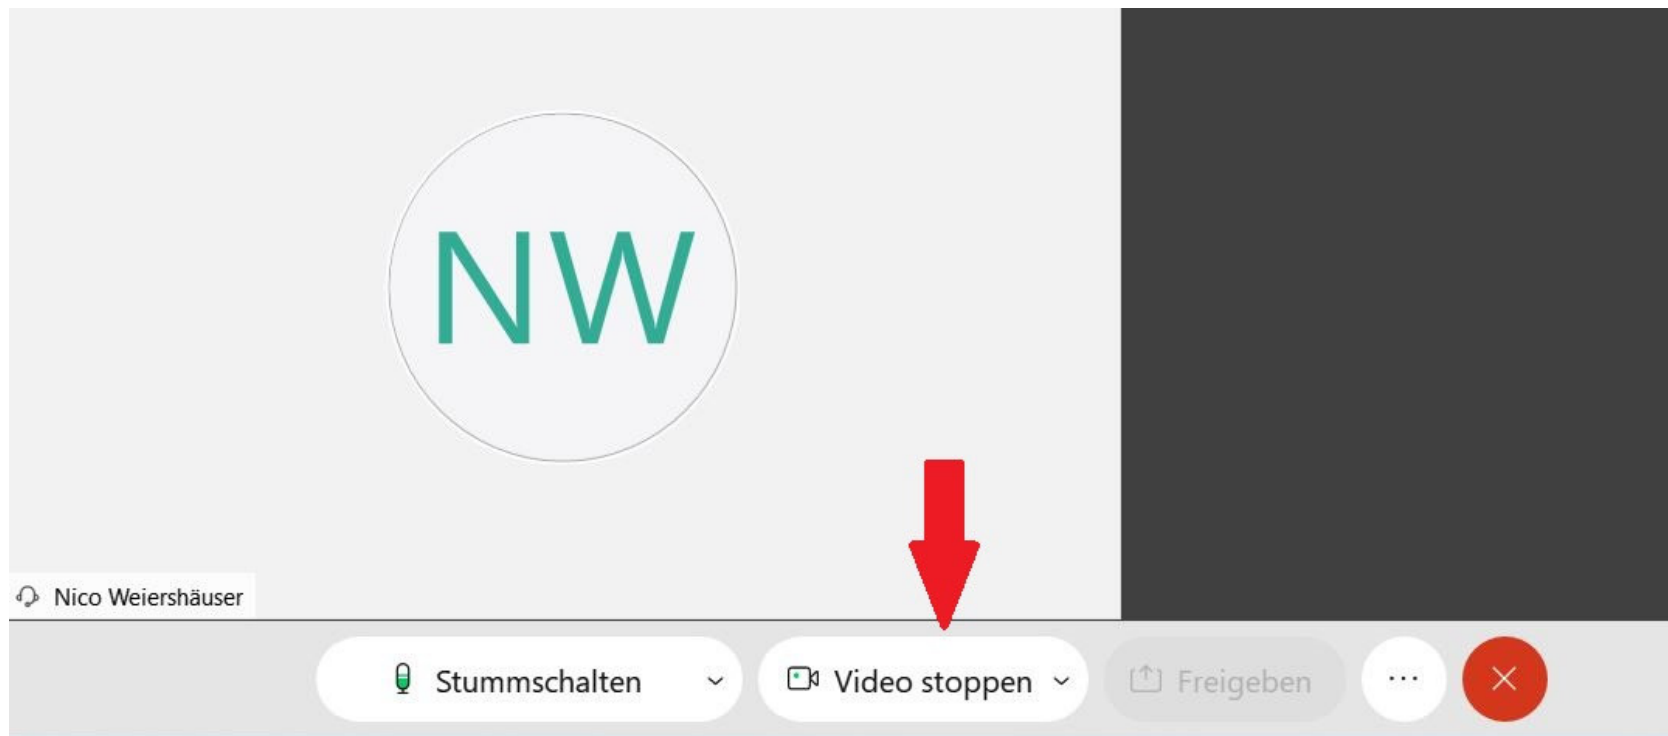 NW
Nico Weiershäuser
Stummschalten
Video stoppen
Freigeben